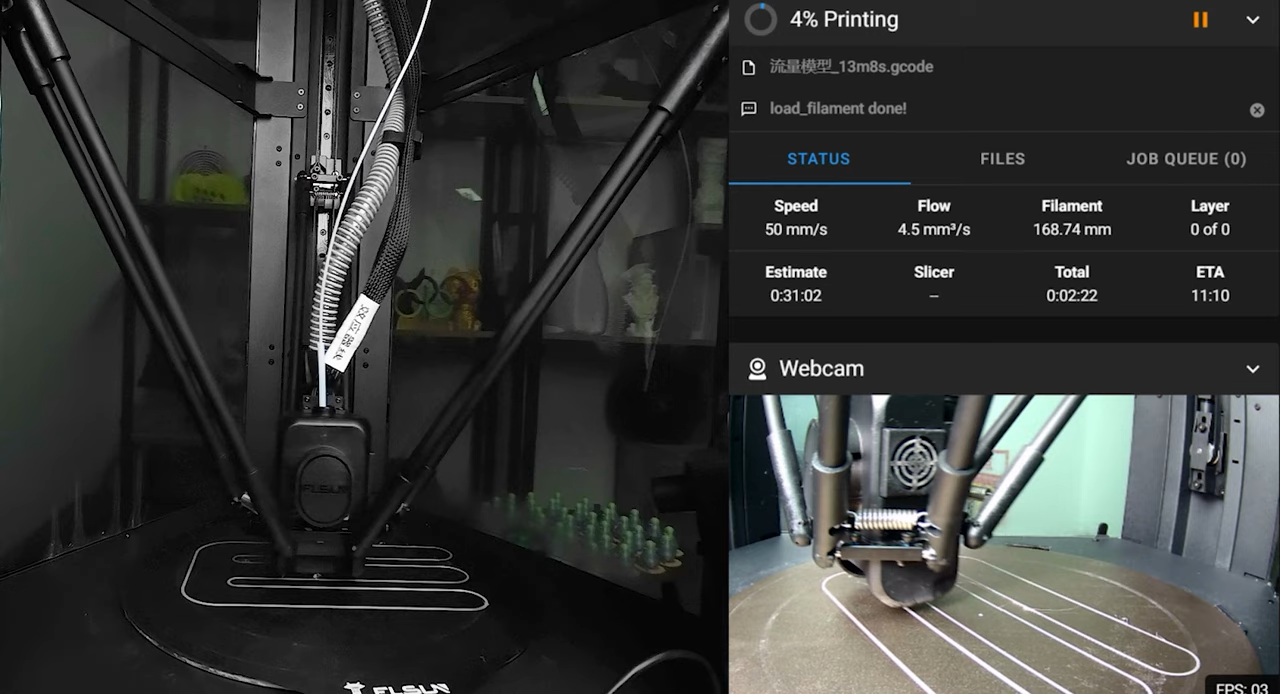 4% Printing
流量模型_13m8s.gcode
load_filament done!
STATUS
FILES
JOB QUEUE (0)
Speed
Flow
Filament
Layer
50 mm/s
4.5 mm³/s
168.74 mm
0 of 0
Estimate
Slicer
Total
ETA
0:31:02
–
0:02:22
11:10
Webcam
FLSUN
FLSUN
FPS: 03